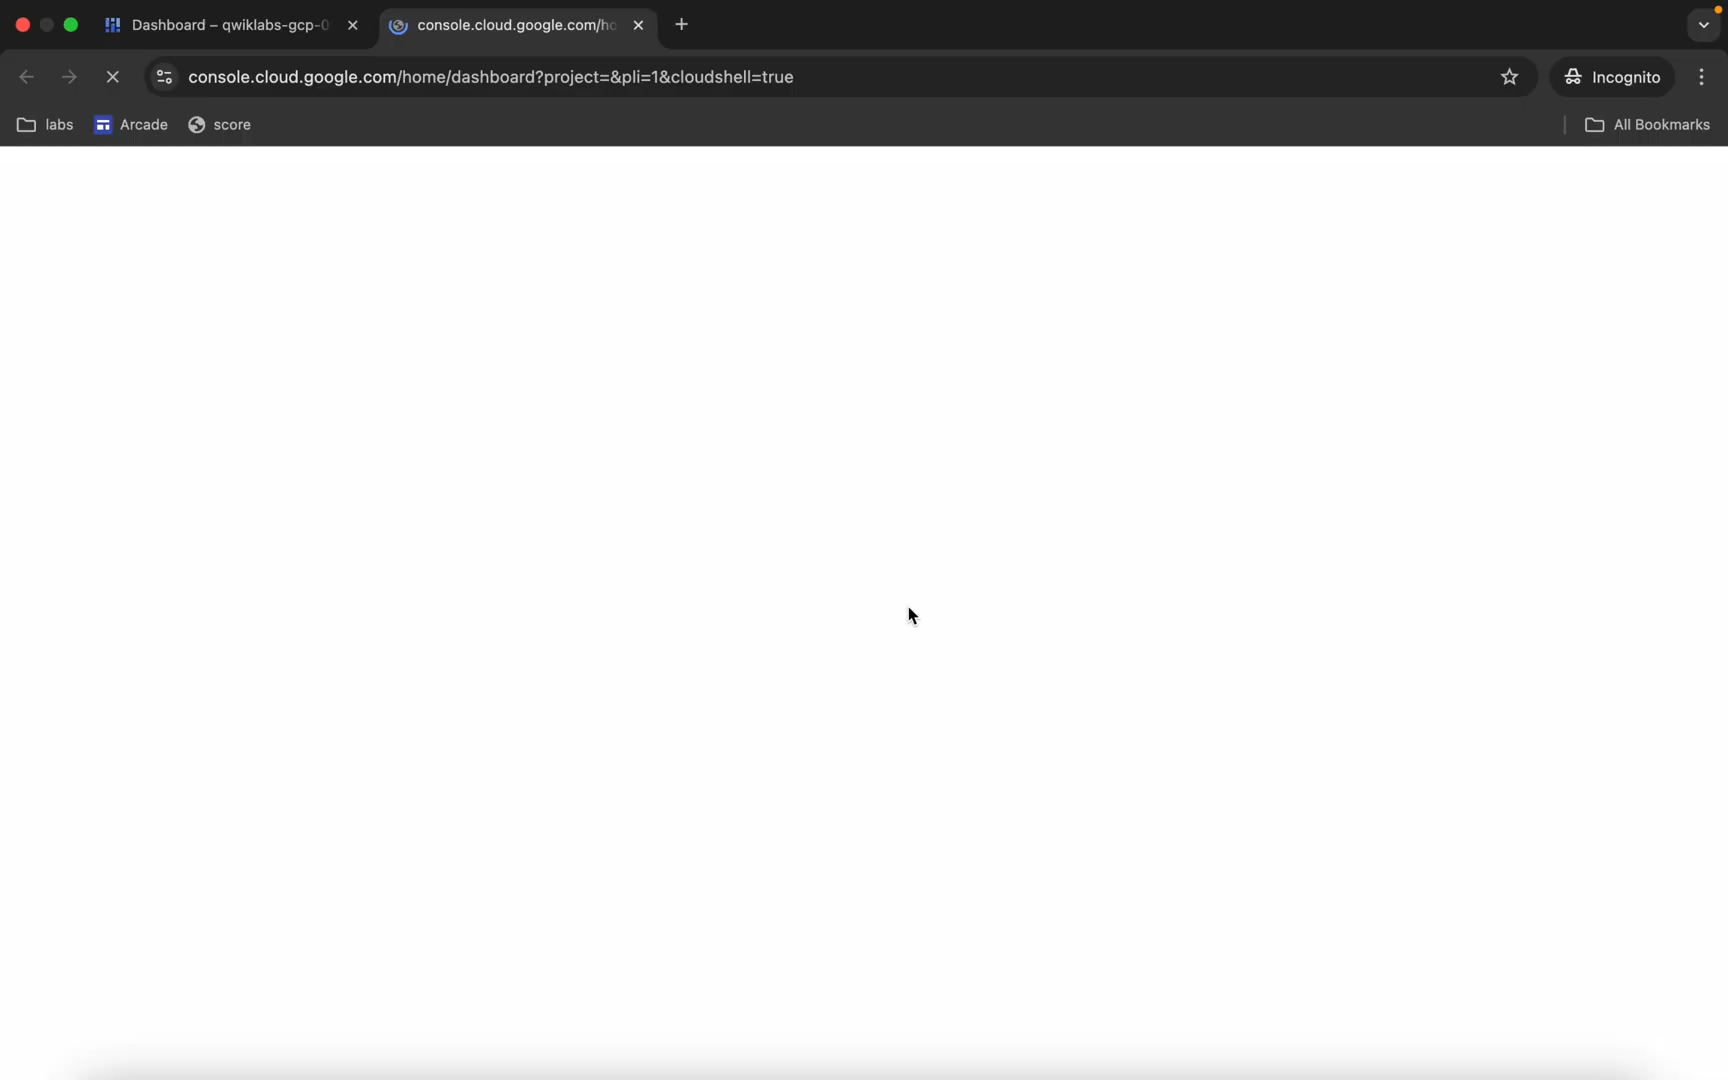 Dashboard – qwiklabs-gcp-0
console.cloud.google.com/ho
console.cloud.google.com/home/dashboard?project=&pli=1&cloudshell=true
Incognito
labs
Arcade
score
All Bookmarks